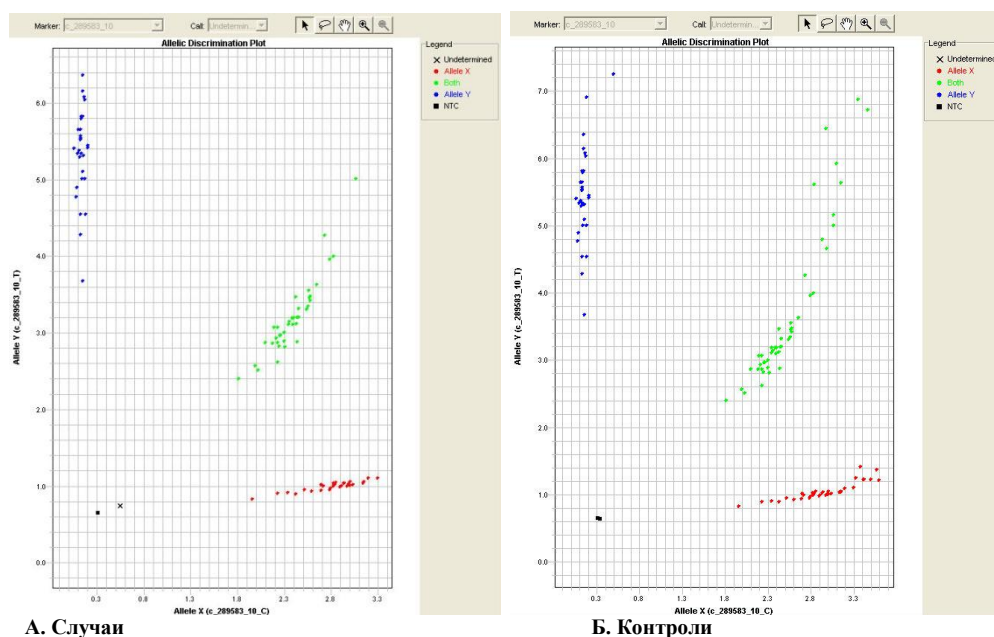 Marker: c_289583_10 Call: Undetermin...
Allelic Discrimination Plot
Legend
Undetermined
Allele X
Both
Allele Y
NTC
Allele Y (c_289583_10_T)
6.0
5.0
4.0
3.0
2.0
1.0
0.0
0.3 0.8 1.3 1.8 2.3 2.8 3.3
Allele X (c_289583_10_C)
А. Случаи
Marker: c_289583_10 Call: Undetermin...
Allelic Discrimination Plot
Legend
Undetermined
Allele X
Both
Allele Y
NTC
Allele Y (c_289583_10_T)
7.0
6.0
5.0
4.0
3.0
2.0
1.0
0.0
0.3 0.8 1.3 1.8 2.3 2.8 3.3
Allele X (c_289583_10_C)
Б. Контроли